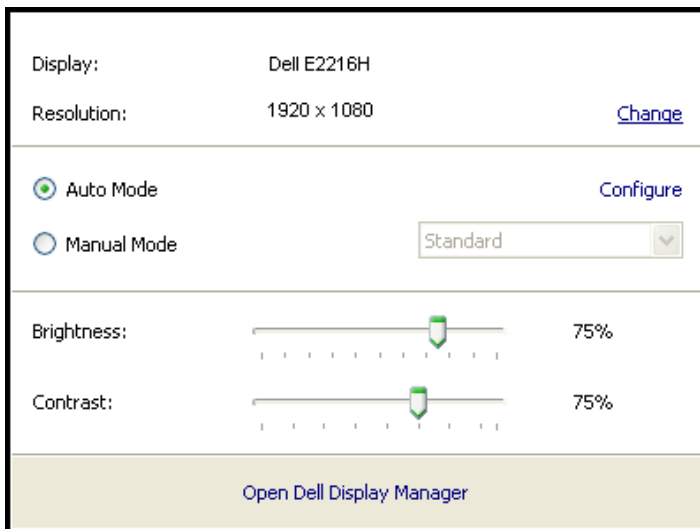 Display: Dell E2216H
Resolution: 1920 x 1080 Change
Auto Mode Configure
Manual Mode Standard
Brightness: 75%
Contrast: 75%
Open Dell Display Manager